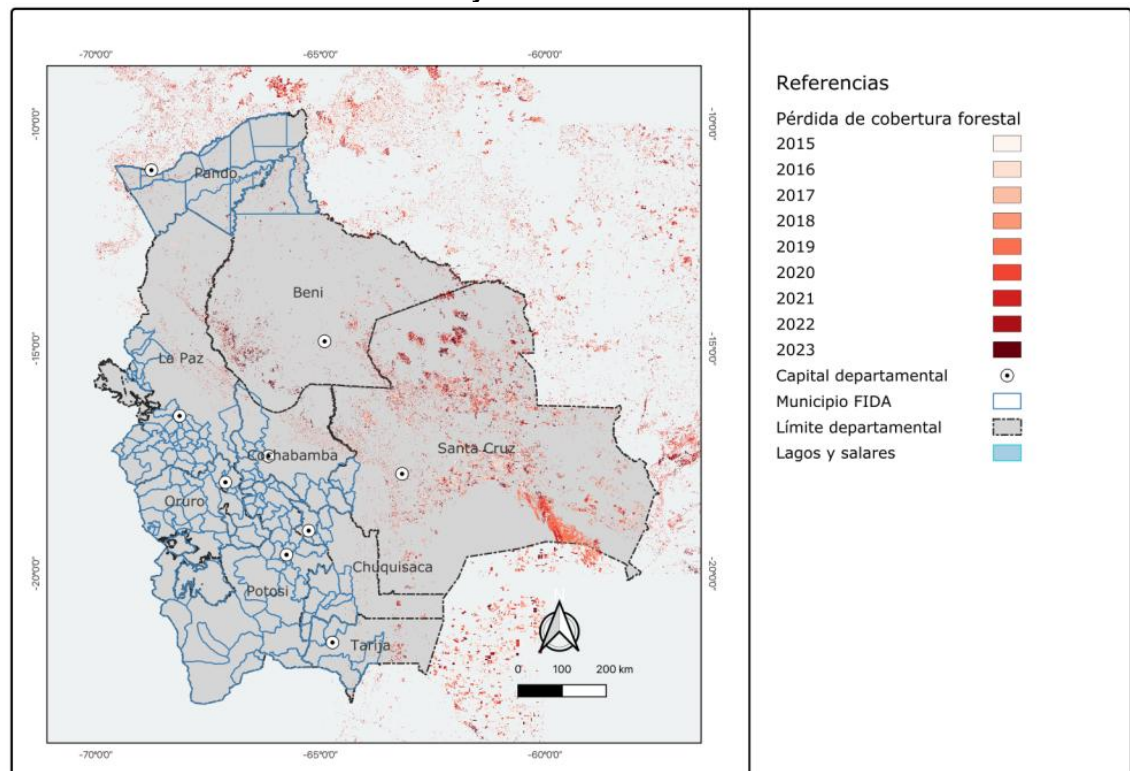 -70°0'0"
-65°0'0"
-60°0'0"
-10°0'0"
-10°0'0"
Pando
Beni
-15°0'0"
-15°0'0"
La Paz
Cochabamba
Santa Cruz
Oruro
Chuquisaca
-20°0'0"
-20°0'0"
Potosi
Tarija
N
0 100 200 km
-70°0'0"
-65°0'0"
-60°0'0"
Referencias
Pérdida de cobertura forestal
2015
2016
2017
2018
2019
2020
2021
2022
2023
Capital departamental
Municipio FIDA
Límite departamental
Lagos y salares